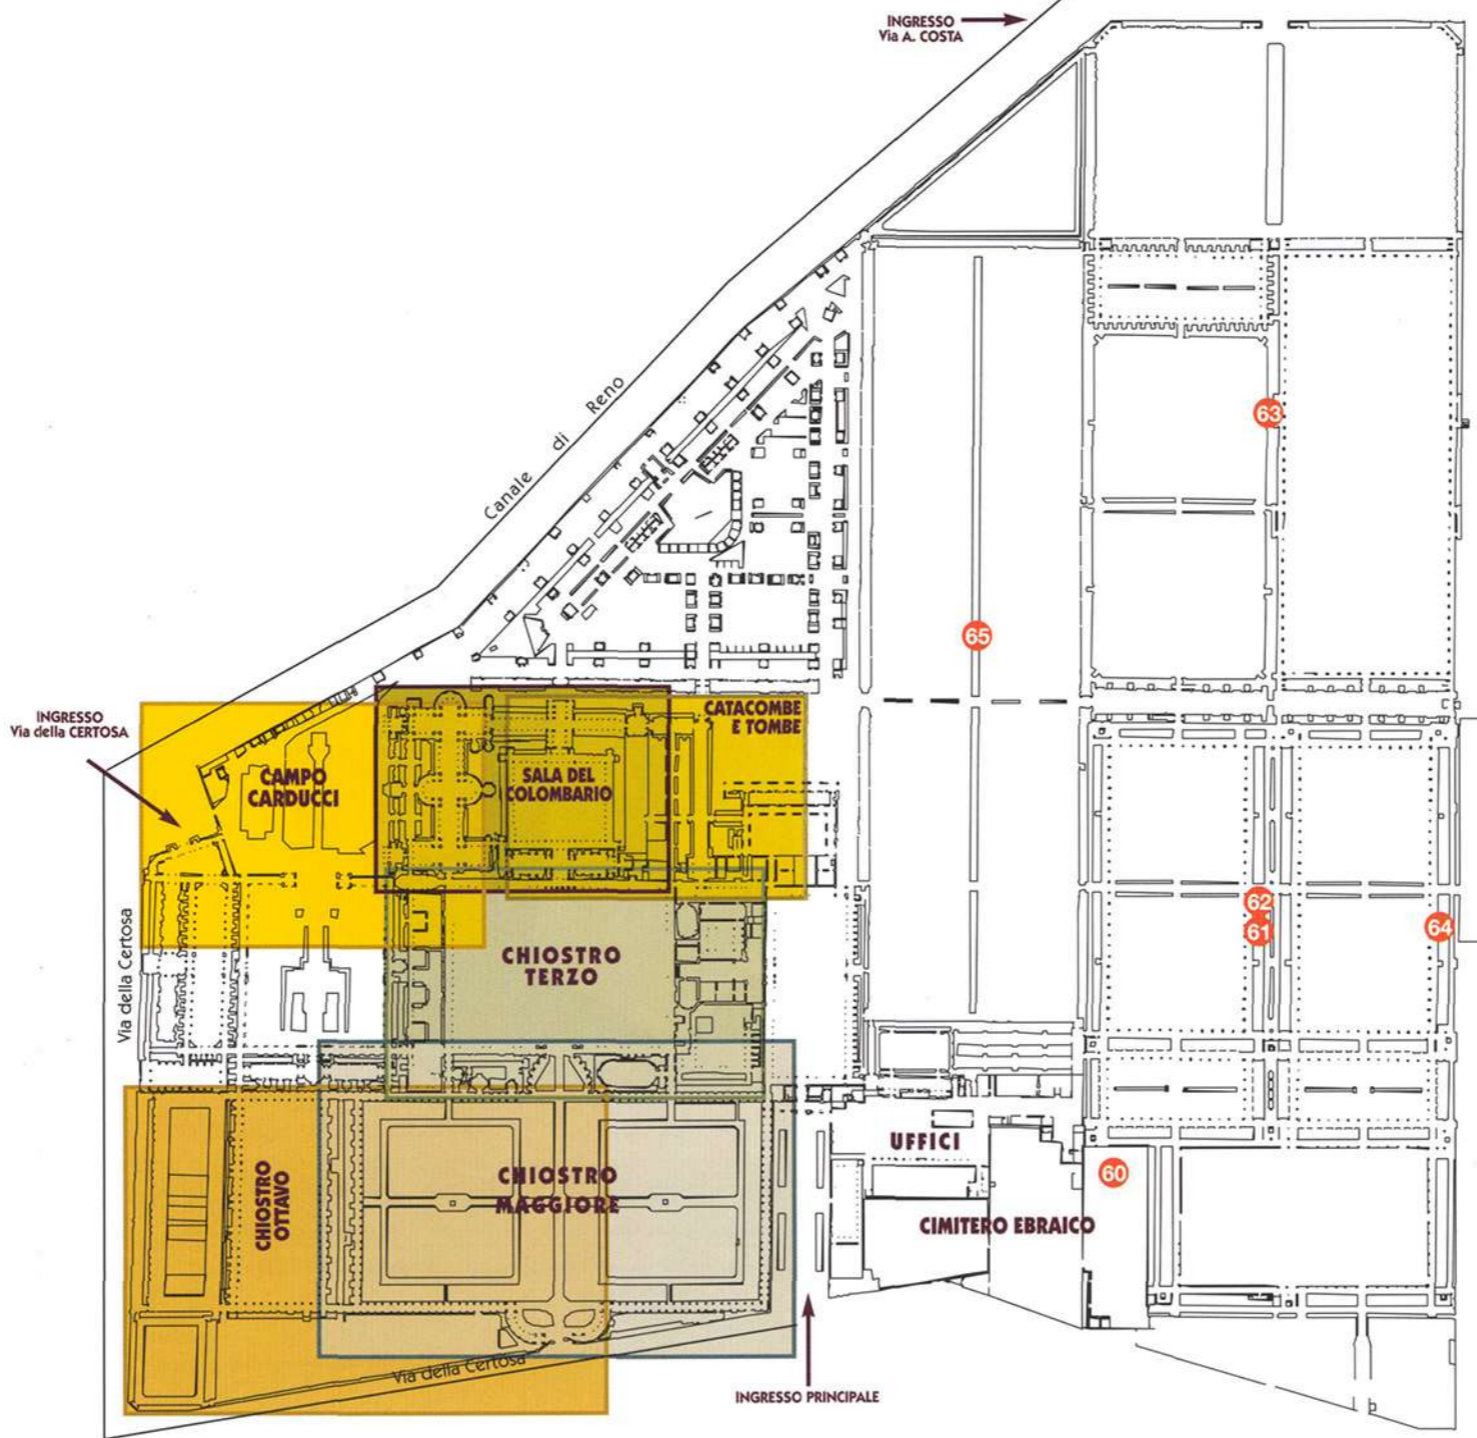 INGRESSO
Via A. COSTA
Canale di Reno
63
65
INGRESSO
Via della CERTOSA
CATACOMBE
E TOMBE
CAMPO
CARDUCCI
SALA DEL
COLOMBARIO
62
61
64
Via della Certosa
CHIOSTRO
TERZO
UFFICI
60
CHIOSTRO
OTTAVO
CHIOSTRO
MAGGIORE
CIMITERO EBRAICO
Via della Certosa
INGRESSO PRINCIPALE